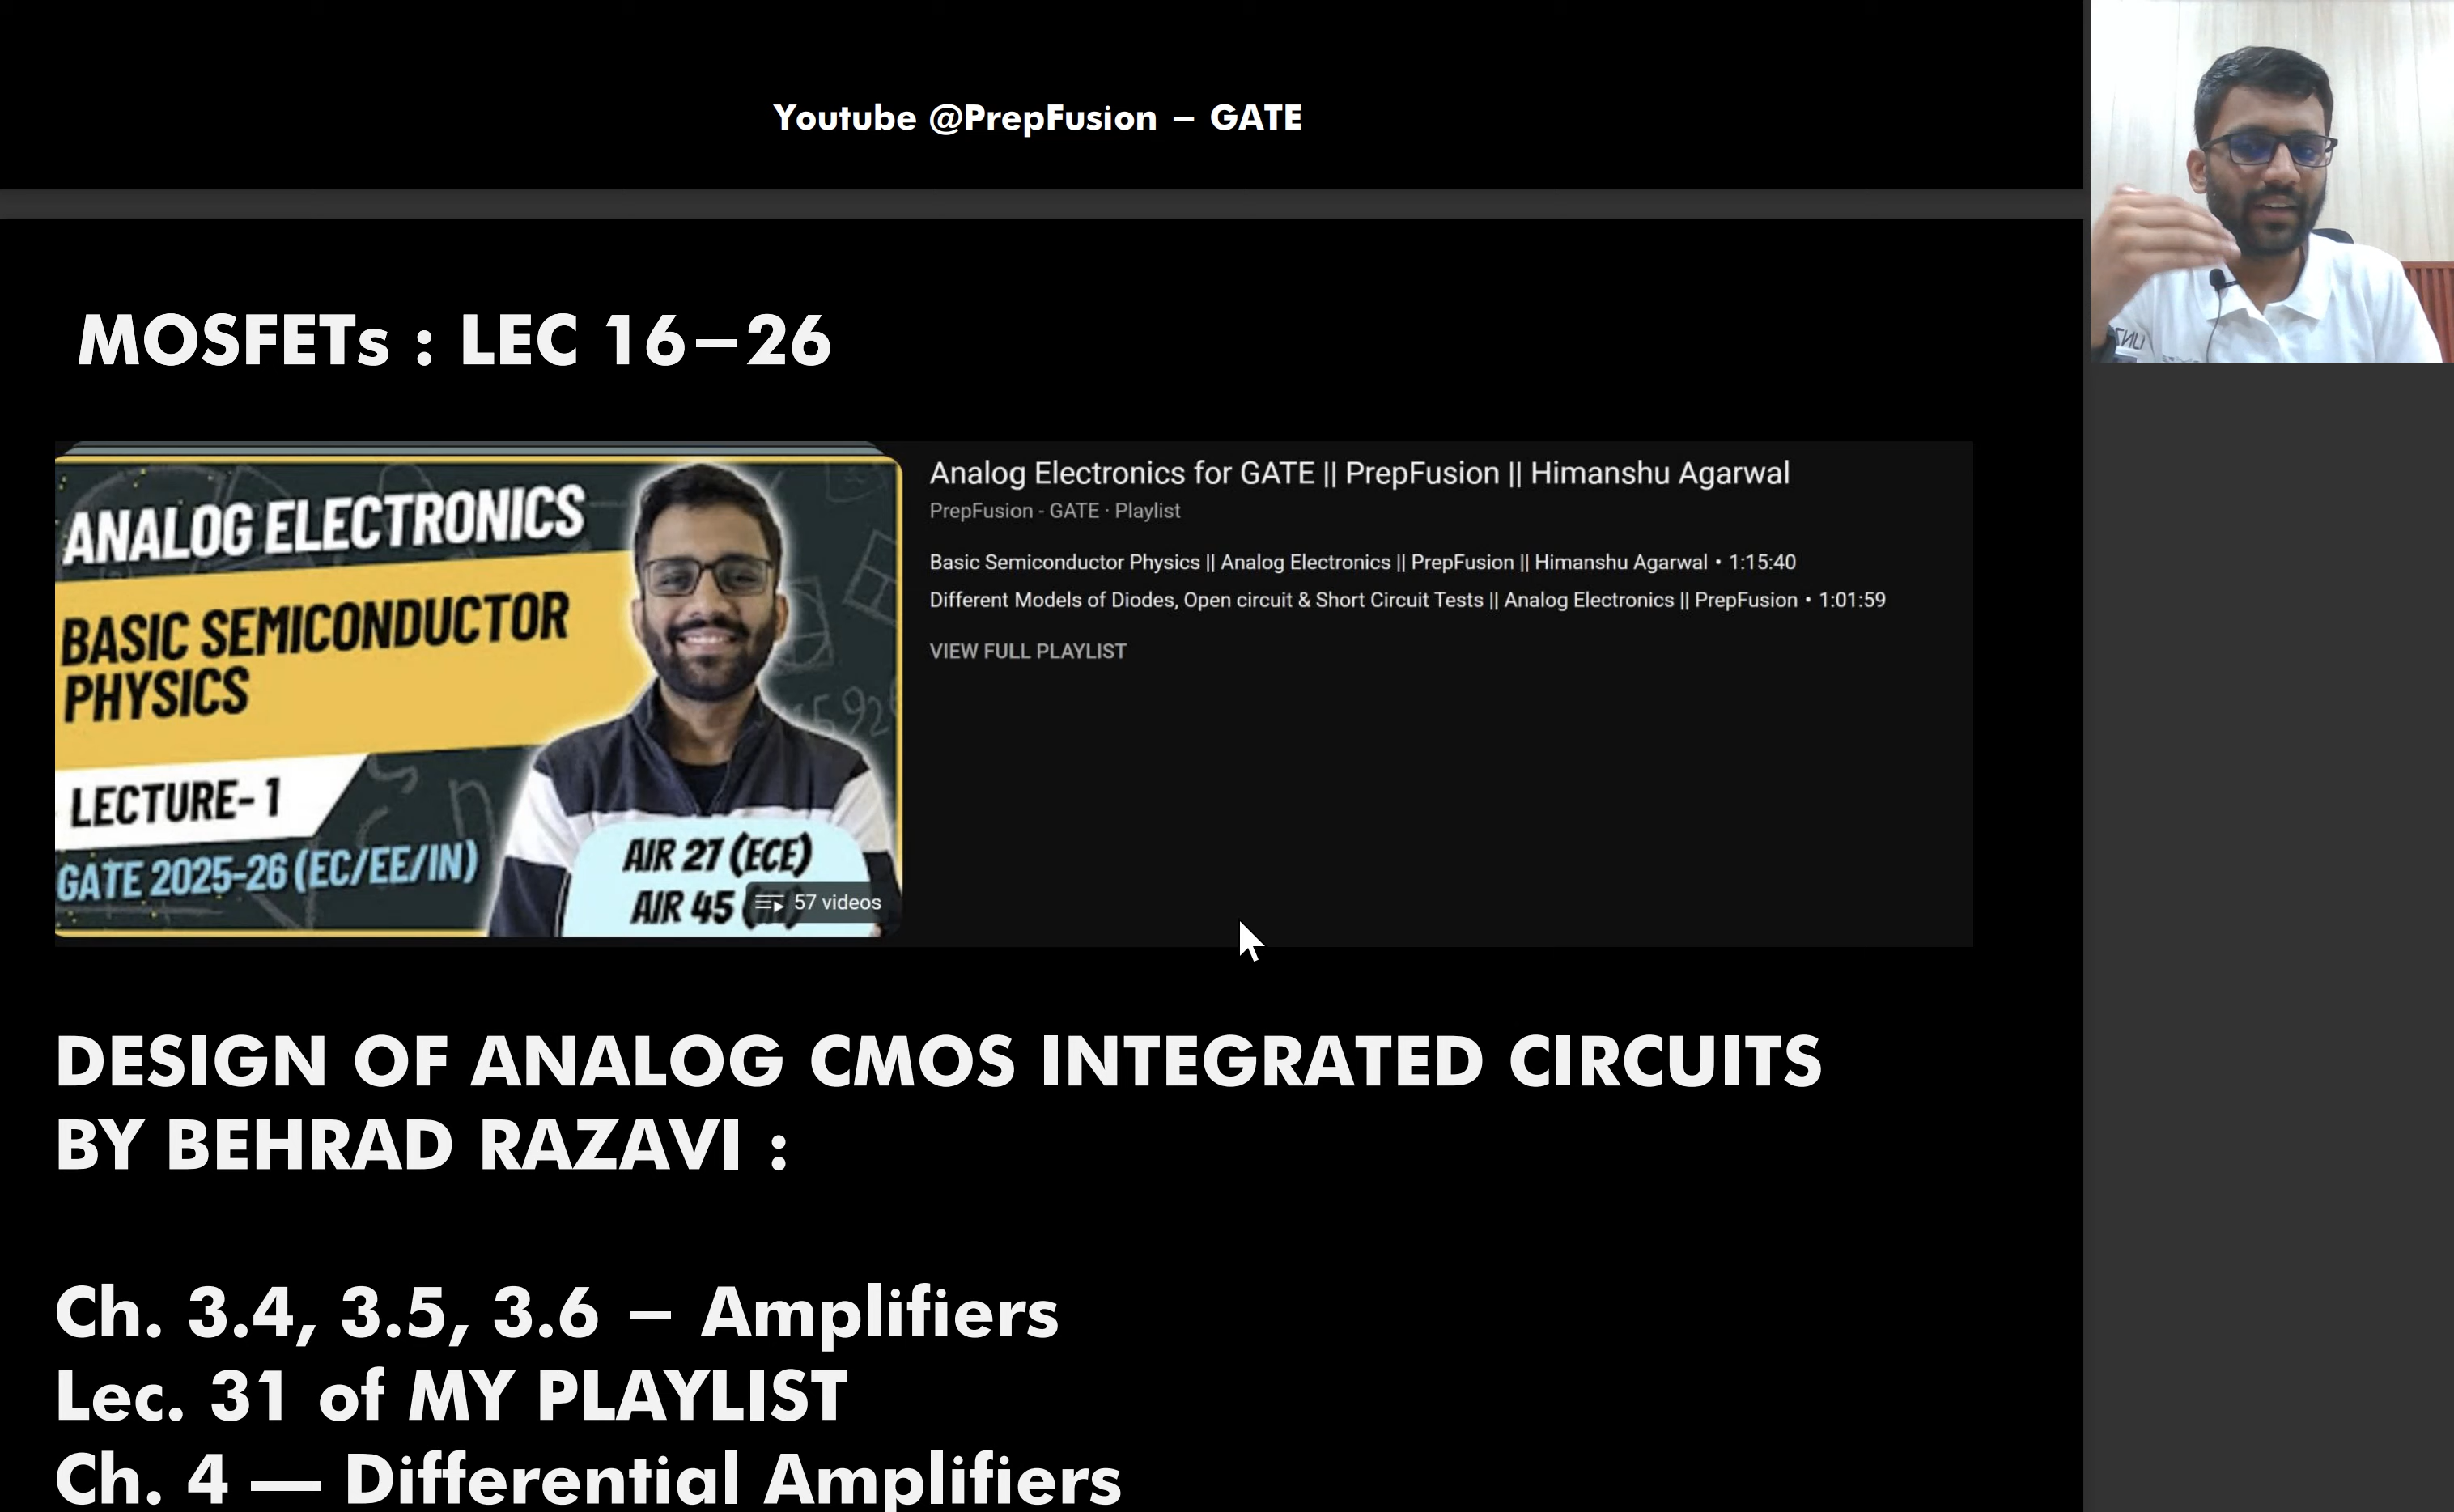 Youtube @PrepFusion – GATE
MOSFETs : LEC 16–26
ANALOG ELECTRONICS
BASIC SEMICONDUCTOR
PHYSICS
LECTURE- 1
GATE 2025-26 (EC/EE/IN)
AIR 27 (ECE)
AIR 45
57 videos
Analog Electronics for GATE || PrepFusion || Himanshu Agarwal
PrepFusion - GATE · Playlist
Basic Semiconductor Physics || Analog Electronics || PrepFusion || Himanshu Agarwal • 1:15:40
Different Models of Diodes, Open circuit & Short Circuit Tests || Analog Electronics || PrepFusion • 1:01:59
VIEW FULL PLAYLIST
DESIGN OF ANALOG CMOS INTEGRATED CIRCUITS
BY BEHRAD RAZAVI :
Ch. 3.4, 3.5, 3.6 – Amplifiers
Lec. 31 of MY PLAYLIST
Ch. 4 — Differential Amplifiers